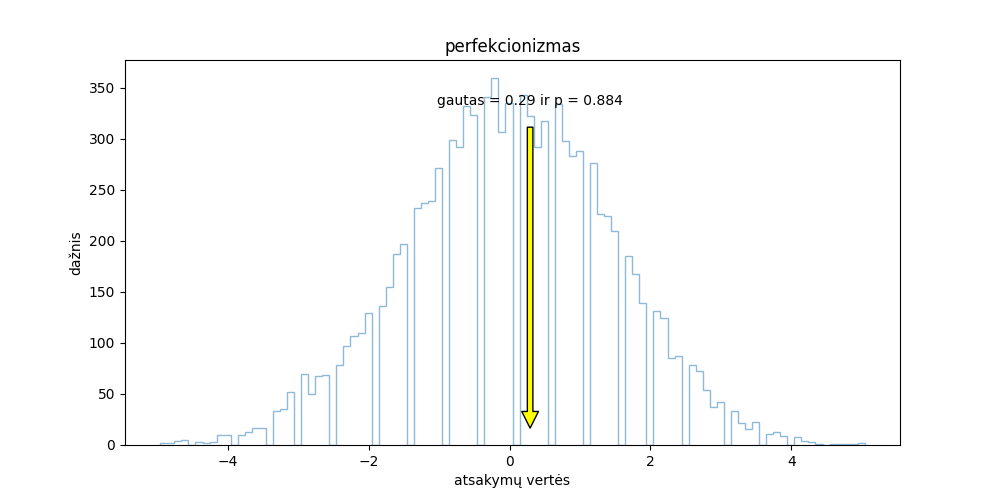 perfekcionizmas
gautas = 0.29 ir p = 0.884
350
300
250
200
150
100
50
0
dažnis
−4 −2 0 2 4
atsakymų vertės